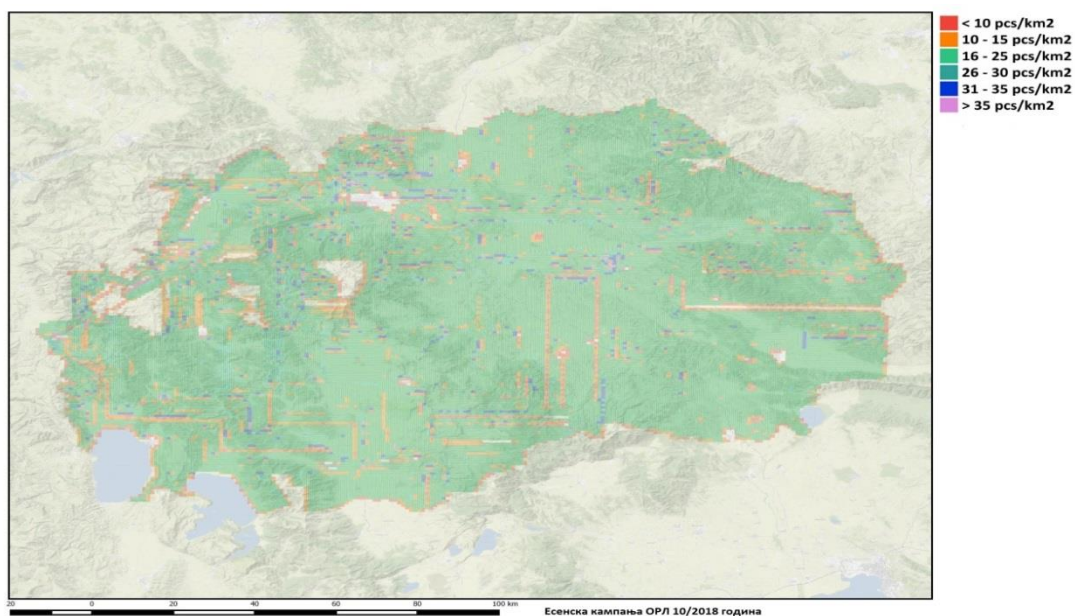 < 10 pcs/km2
10 - 15 pcs/km2
16 - 25 pcs/km2
26 - 30 pcs/km2
31 - 35 pcs/km2
> 35 pcs/km2
20 0 20 40 60 100 km
Есенска кампања ОРЛ 10/2018 година